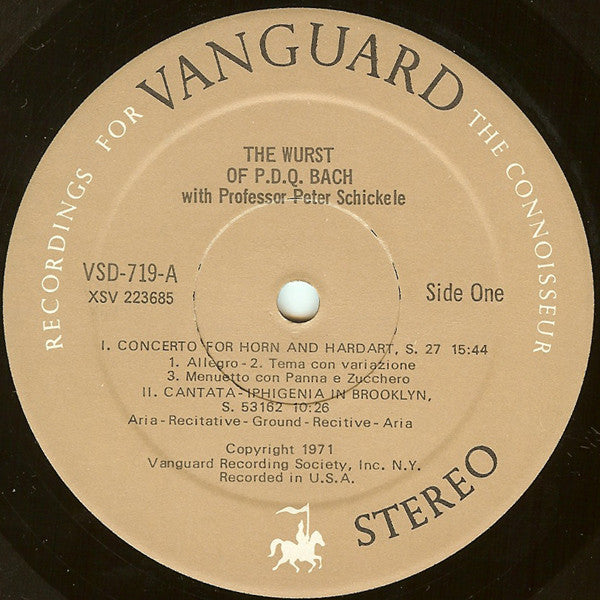 RECORDINGS FOR VANGUARD THE CONNOISSEUR
THE WURST
OF P.D.Q. BACH
with Professor Peter Schickele
VSD-719-A
XSV 223685
Side One
I. CONCERTO FOR HORN AND HARDART, S. 27 15:44
1. Allegro - 2. Tema con variazione
3. Menuetto con Panna e Zucchero
II. CANTATA-IPHIGENIA IN BROOKLYN,
S. 53162 10:26
Aria-Recitative-Ground-Recitive-Aria
Copyright 1971
Vanguard Recording Society, Inc. N.Y.
Recorded in U.S.A.
STEREO